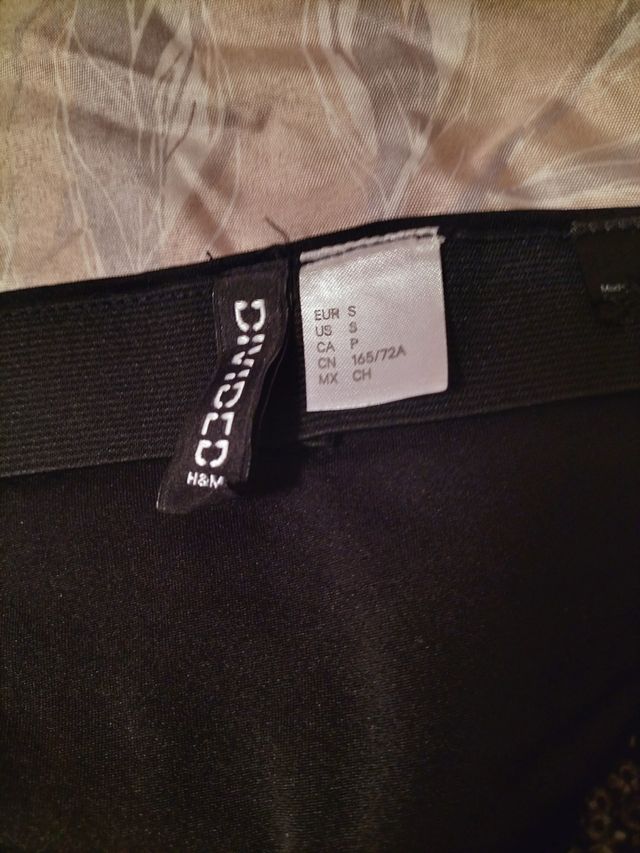 DIVIDED
H&M
EUR S
US S
CA P
CN 165/72A
MX CH